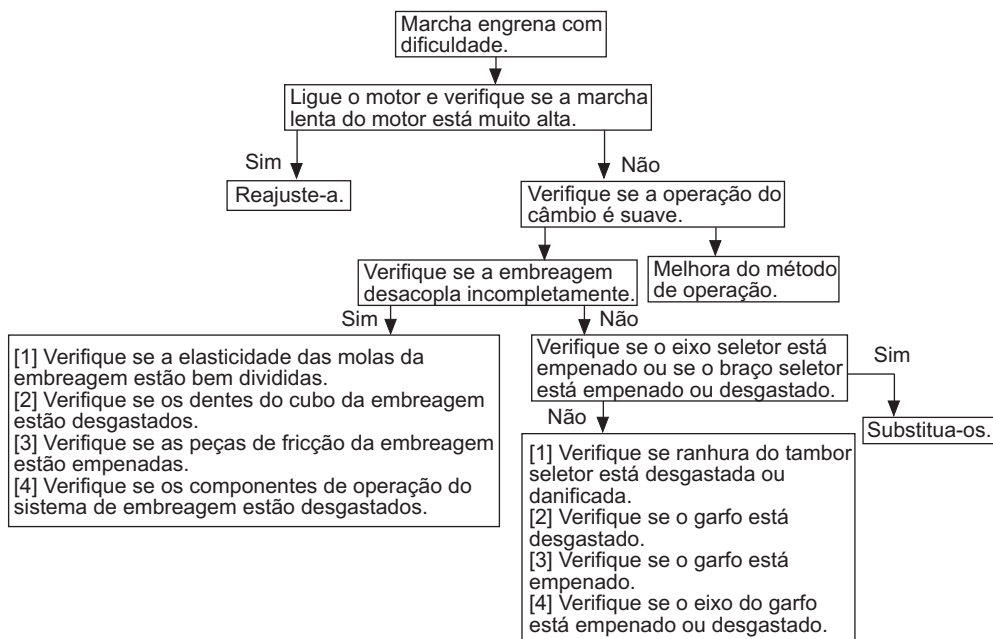 Marcha engrena com
dificuldade.
Ligue o motor e verifique se a marcha
lenta do motor está muito alta.
Sim
Não
Reajuste-a.
Verifique se a operação do
câmbio é suave.
Verifique se a embreagem
desacopla incompletamente.
Melhora do método
de operação.
Sim
Não
[1] Verifique se a elasticidade das molas da
embreagem estão bem divididas.
[2] Verifique se os dentes do cubo da embreagem
estão desgastados.
[3] Verifique se as peças de fricção da embreagem
estão empenadas.
[4] Verifique se os componentes de operação do
sistema de embreagem estão desgastados.
Verifique se o eixo seletor está
empenado ou se o braço seletor
está empenado ou desgastado.
Sim
Não
Substitua-os.
[1] Verifique se ranhura do tambor
seletor está desgastada ou
danificada.
[2] Verifique se o garfo está
desgastado.
[3] Verifique se o garfo está
empenado.
[4] Verifique se o eixo do garfo
está empenado ou desgastado.